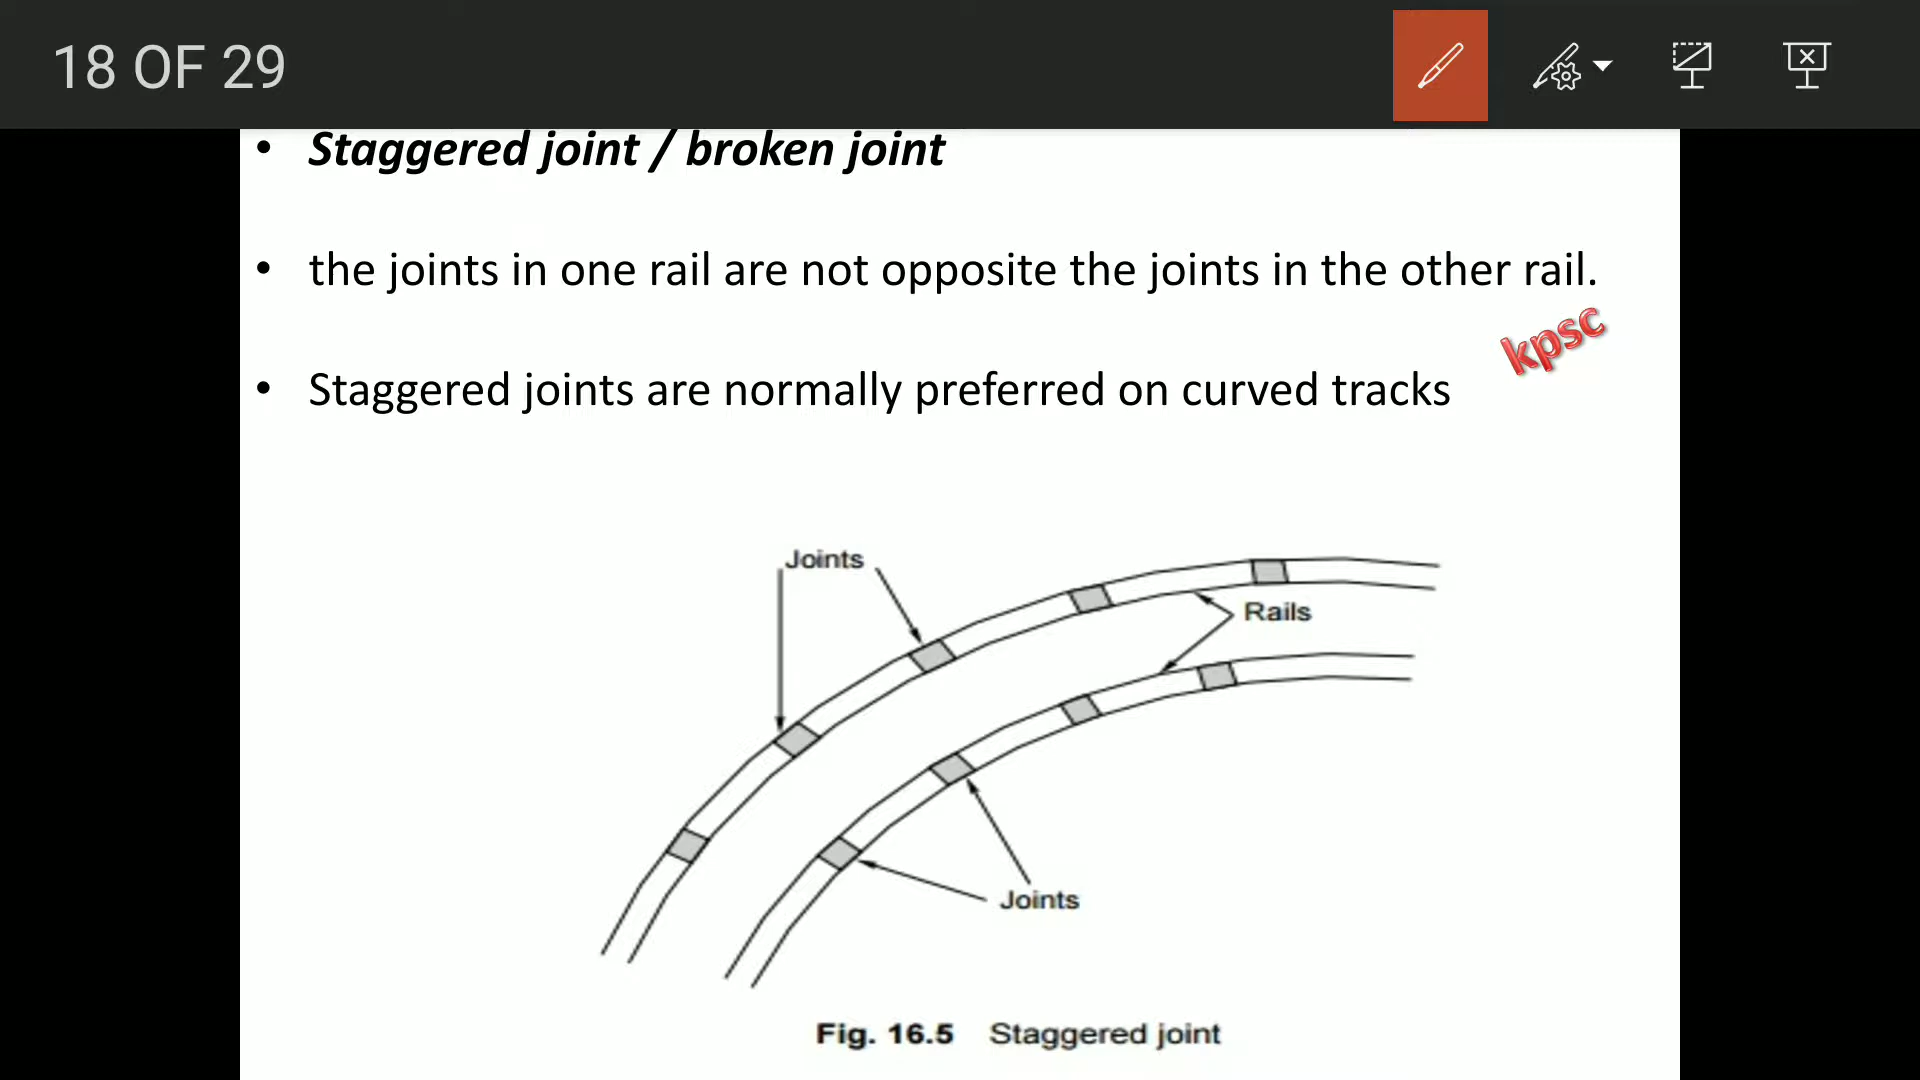 18 OF 29
• Staggered joint / broken joint
• the joints in one rail are not opposite the joints in the other rail.
kpsc
• Staggered joints are normally preferred on curved tracks
Joints
Rails
Joints
Fig. 16.5 Staggered joint